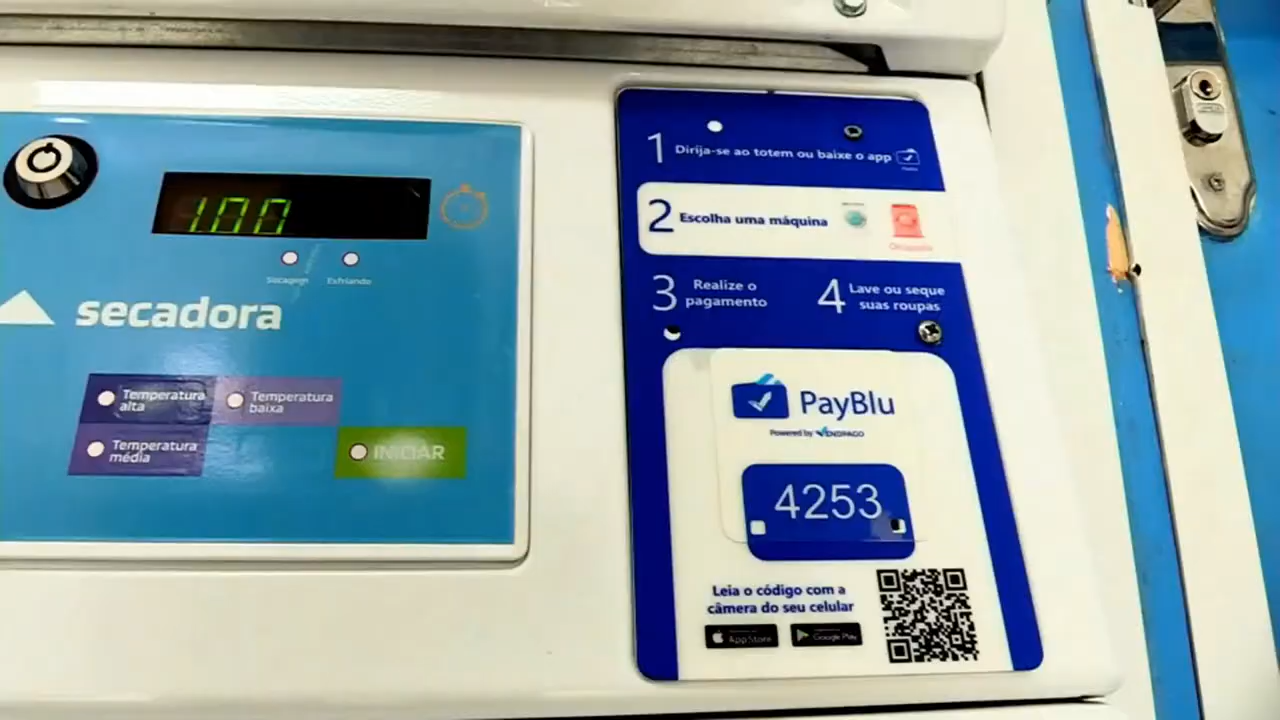 1.00
Secagem
Esfriando
secadora
Temperatura
alta
Temperatura
baixa
Temperatura
média
INICIAR
1 Dirija-se ao totem ou baixe o app
2 Escolha uma máquina
3 Realize o
pagamento
4 Lave ou seque
suas roupas
PayBlu
Powered by VENDPAGO
4253
Leia o código com a
câmera do seu celular
App Store
Google Play